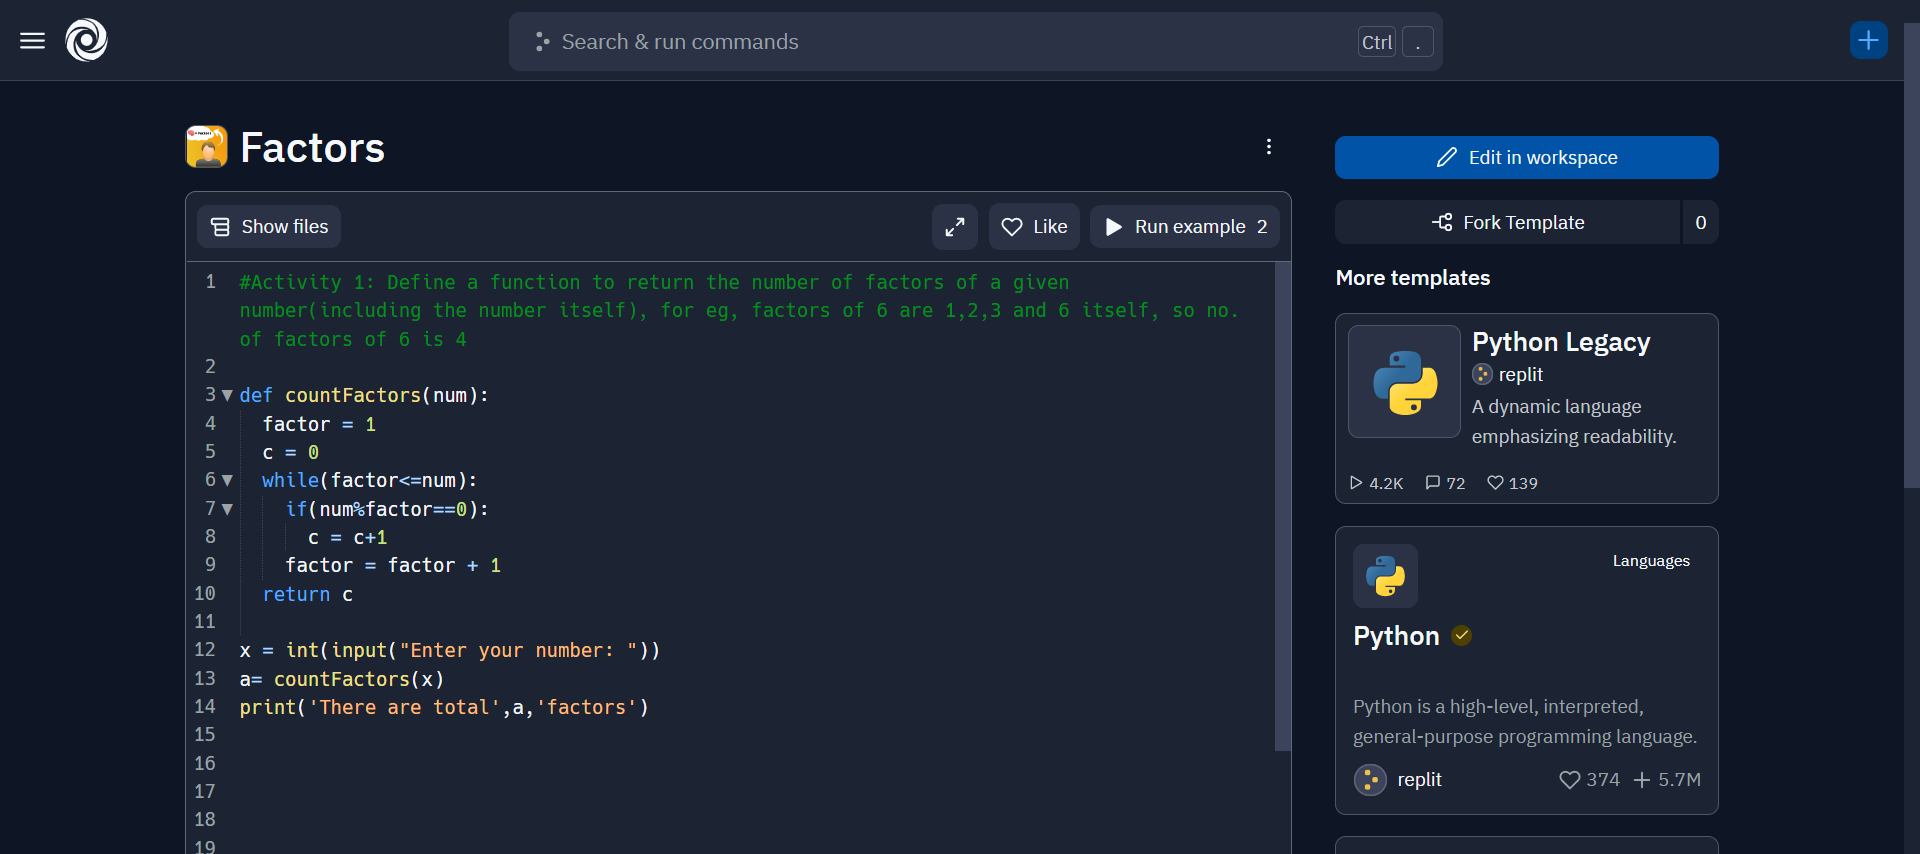 Search & run commands
Ctrl .
Factors
Show files
Like
Run example 2
1 #Activity 1: Define a function to return the number of factors of a given
number(including the number itself), for eg, factors of 6 are 1,2,3 and 6 itself, so no.
of factors of 6 is 4
2
3 def countFactors(num):
4 factor = 1
5 c = 0
6 while(factor<=num):
7 if(num%factor==0):
8 c = c+1
9 factor = factor + 1
10 return c
11
12 x = int(input("Enter your number: "))
13 a= countFactors(x)
14 print('There are total',a,'factors')
15
16
17
18
19
Edit in workspace
Fork Template 0
More templates
Python Legacy
replit
A dynamic language
emphasizing readability.
4.2K 72 139
Languages
Python
Python is a high-level, interpreted,
general-purpose programming language.
replit 374 5.7M